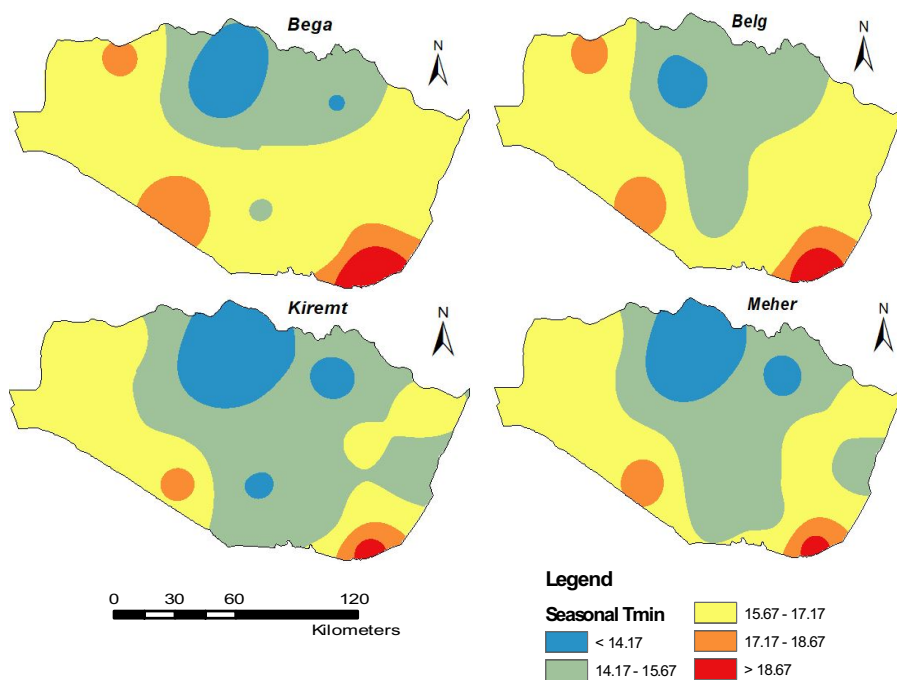 Bega
N
Belg
N
Kiremt
N
Meher
N
0 30 60 120
Kilometers
Legend
Seasonal Tmin
< 14.17
14.17 - 15.67
15.67 - 17.17
17.17 - 18.67
> 18.67